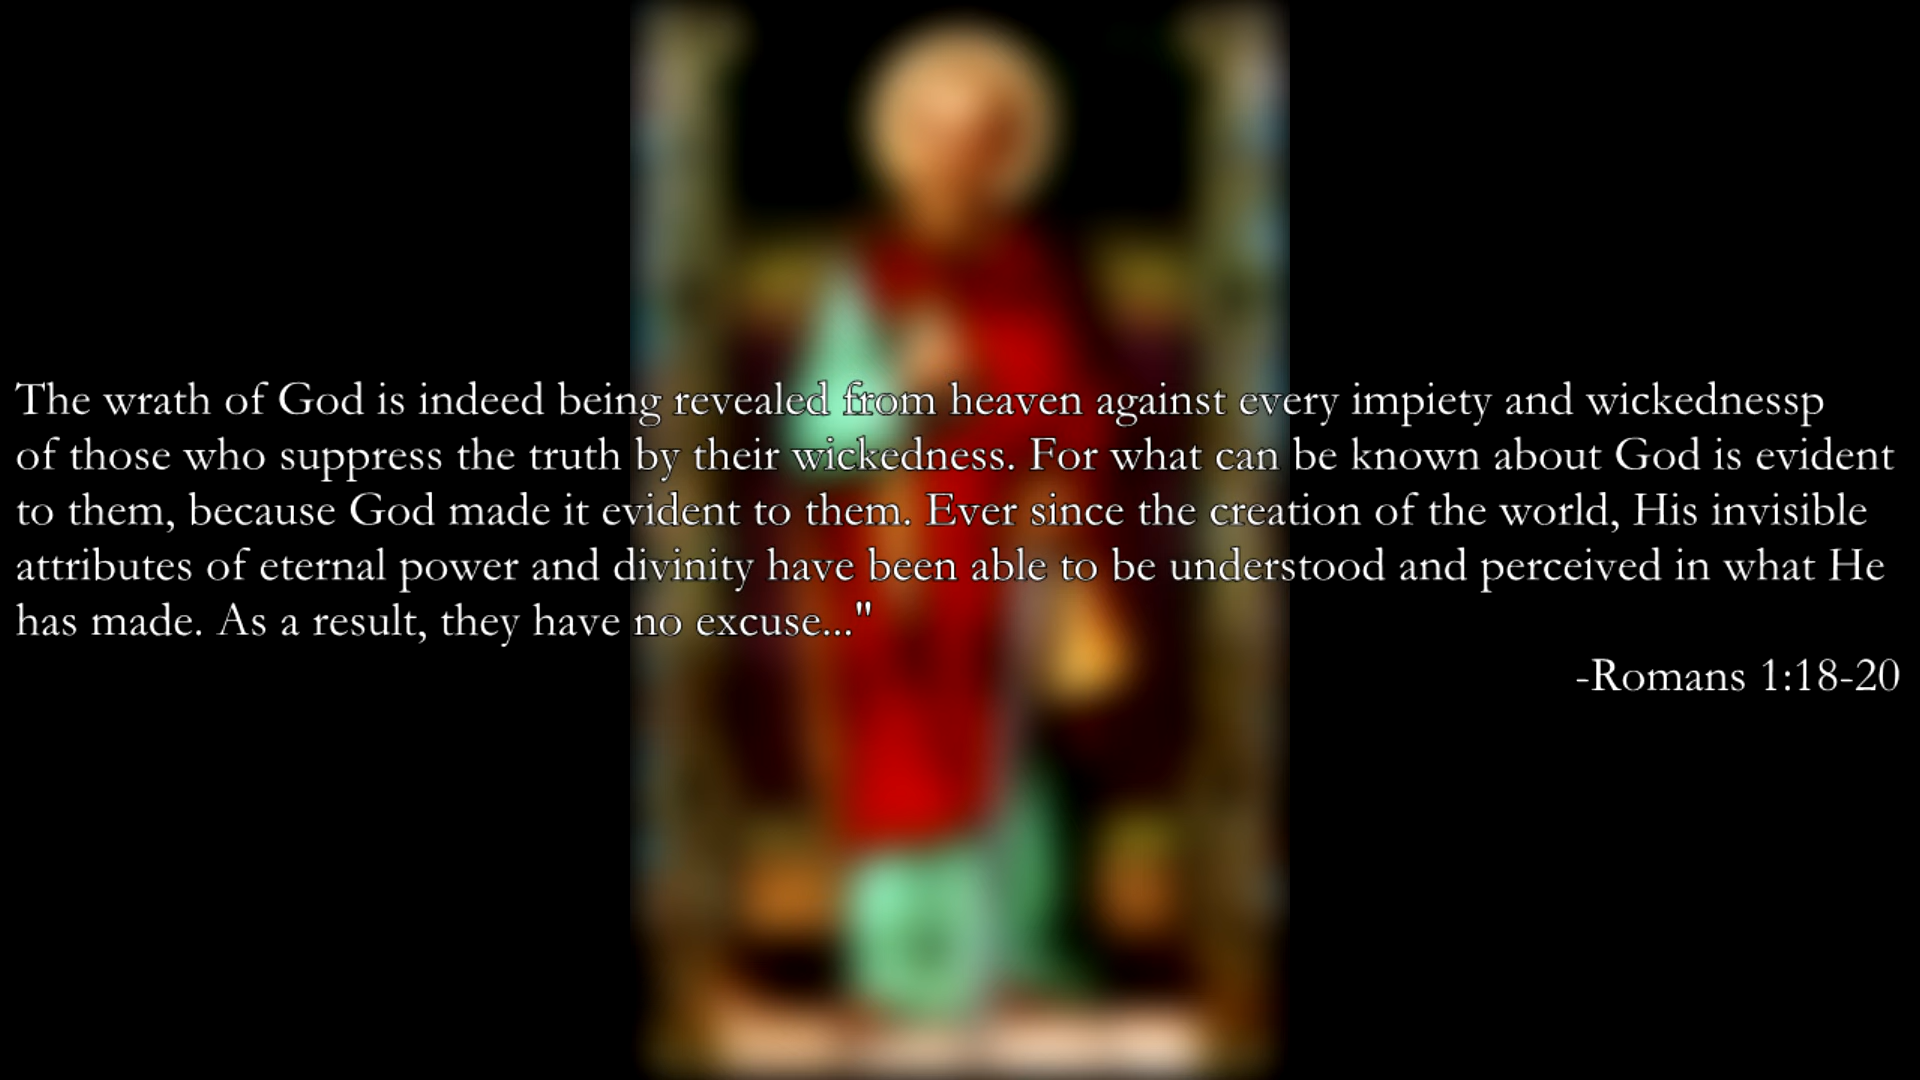 The wrath of God is indeed being revealed from heaven against every impiety and wickednessp
of those who suppress the truth by their wickedness. For what can be known about God is evident
to them, because God made it evident to them. Ever since the creation of the world, His invisible
attributes of eternal power and divinity have been able to be understood and perceived in what He
has made. As a result, they have no excuse..."
-Romans 1:18-20